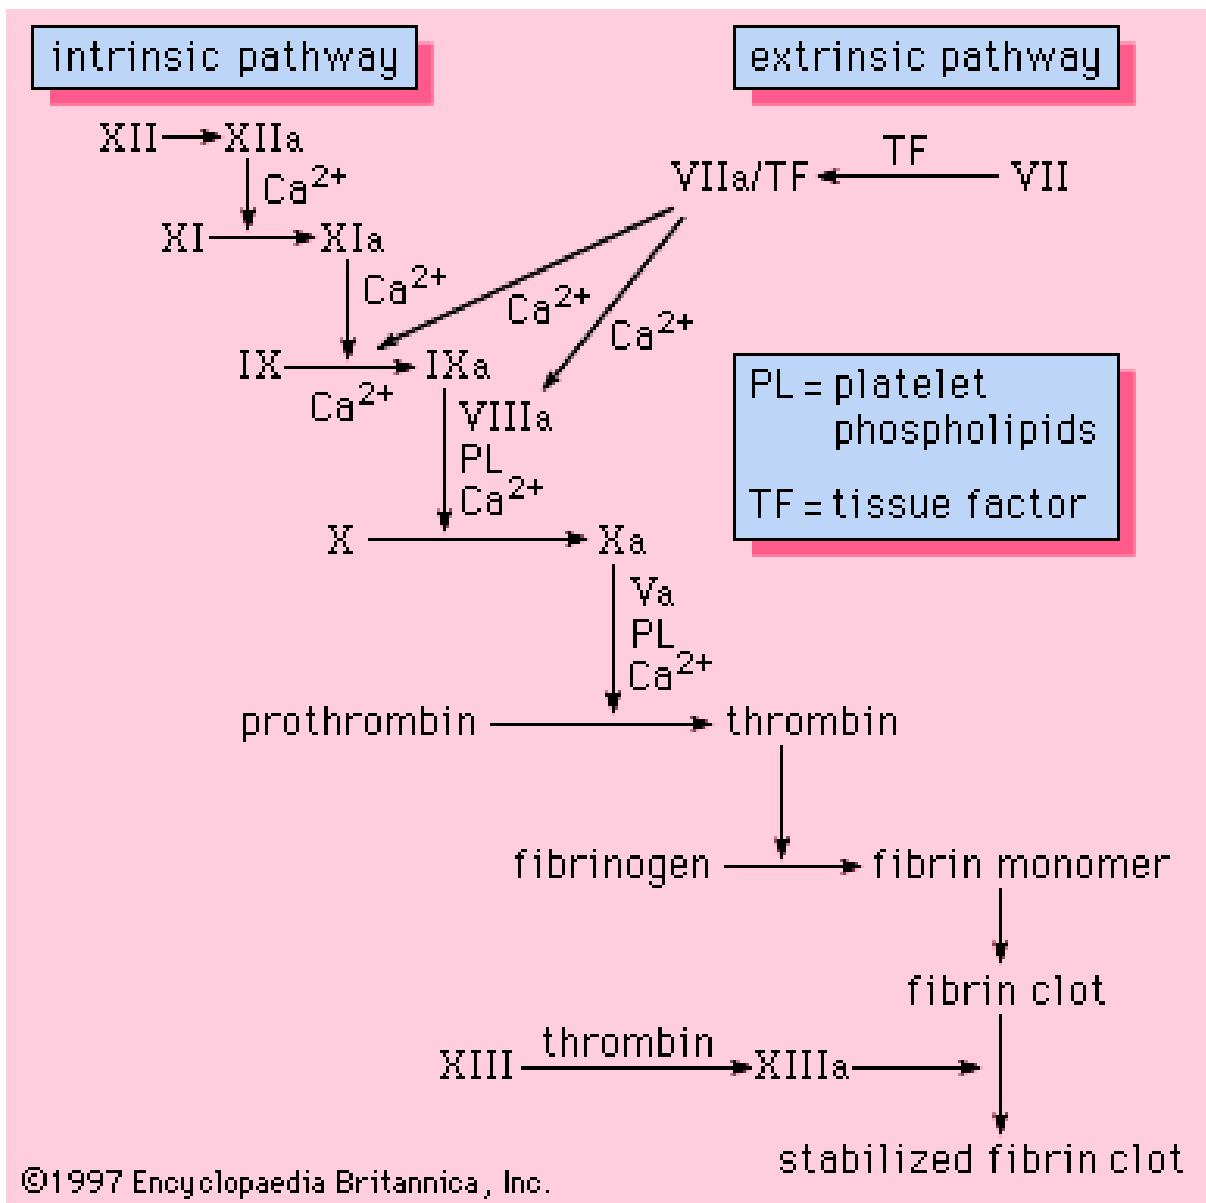 intrinsic pathway
extrinsic pathway
XII XIIa
TF
VIIa/TF VII
Ca2+
XI XIa
Ca2+
Ca2+
Ca2+
IX IXa
Ca2+
VIIIa
PL
Ca2+
PL = platelet
phospholipids
TF = tissue factor
X Xa
Va
PL
Ca2+
prothrombin thrombin
fibrinogen fibrin monomer
fibrin clot
thrombin
XIII XIIIa
stabilized fibrin clot
©1997 Encyclopaedia Britannica, Inc.